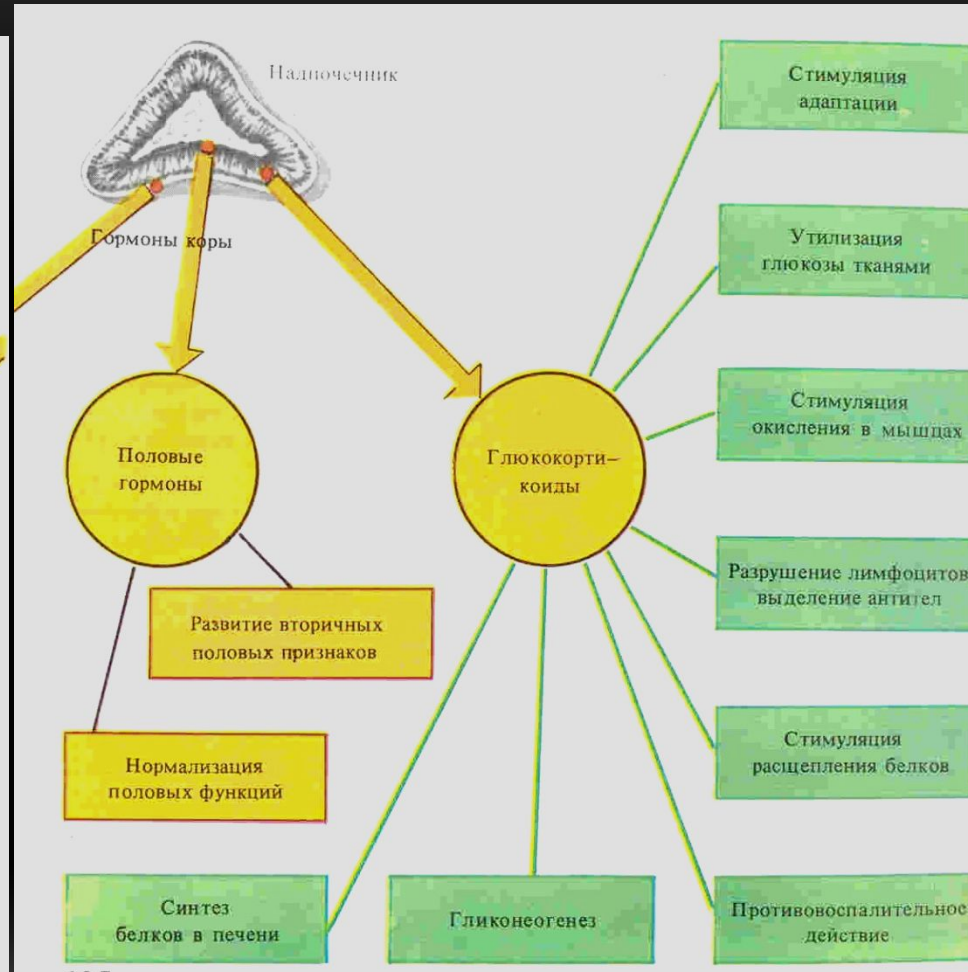 Надпочечник
Гормоны коры
Половые
гормоны
Глюкокорти–
коиды
Развитие вторичных
половых признаков
Нормализация
половых функций
Стимуляция
адаптации
Утилизация
глюкозы тканями
Стимуляция
окисления в мышцах
Разрушение лимфоцитов
выделение антител
Стимуляция
расщепления белков
Синтез
белков в печени
Гликонеогенез
Противовоспалительное
действие